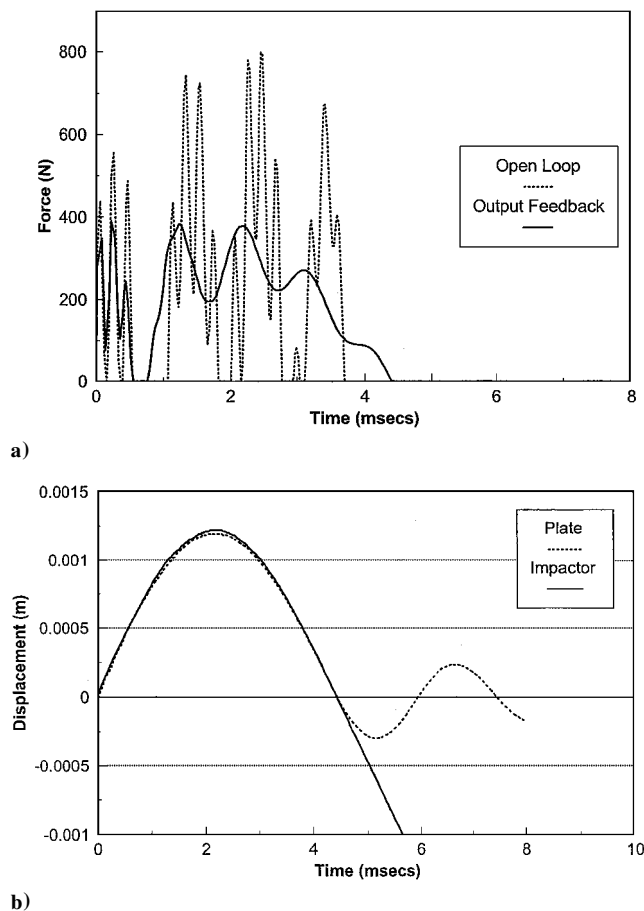 800
600
400
200
0
Force (N)
Open Loop
Output Feedback
0
2
4
6
8
Time (msecs)
a)
0.0015
0.001
0.0005
0
-0.0005
-0.001
Displacement (m)
Plate
Impactor
0
2
4
6
8
10
Time (msecs)
b)